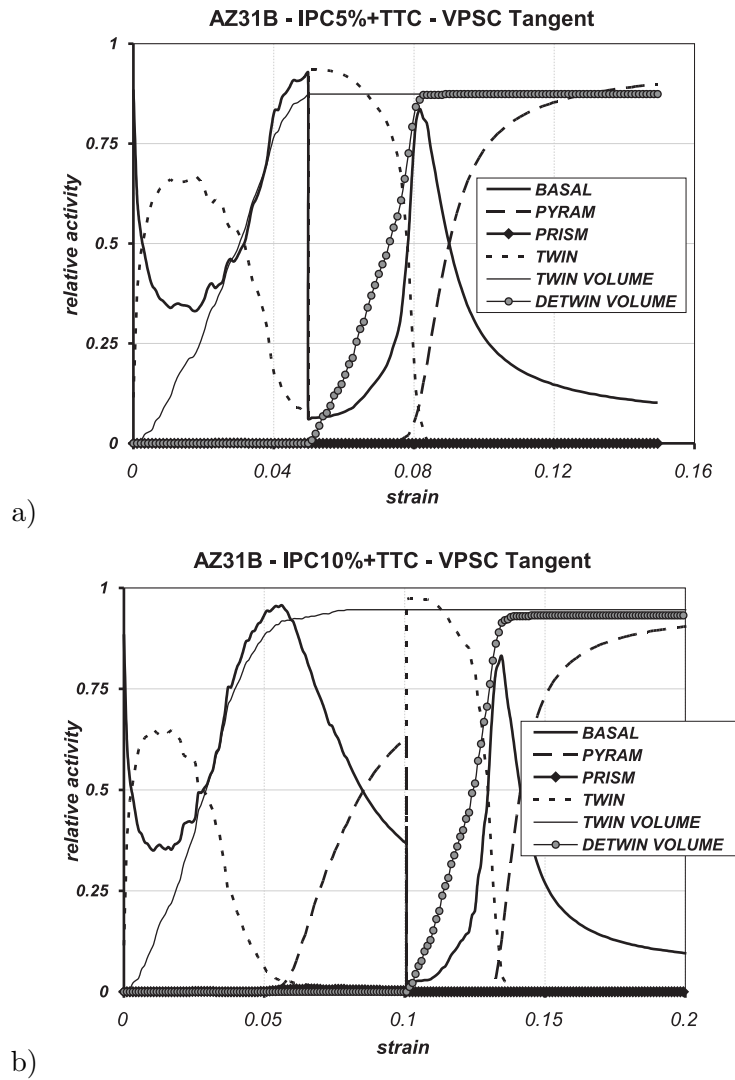 AZ31B - IPC5%+TTC - VPSC Tangent
1
0.75
0.5
0.25
0
relative activity
BASAL
PYRAM
PRISM
TWIN
TWIN VOLUME
DETWIN VOLUME
0 0.04 0.08 0.12 0.16
strain
a)
AZ31B - IPC10%+TTC - VPSC Tangent
1
0.75
0.5
0.25
0
relative activity
BASAL
PYRAM
PRISM
TWIN
TWIN VOLUME
DETWIN VOLUME
0 0.05 0.1 0.15 0.2
strain
b)